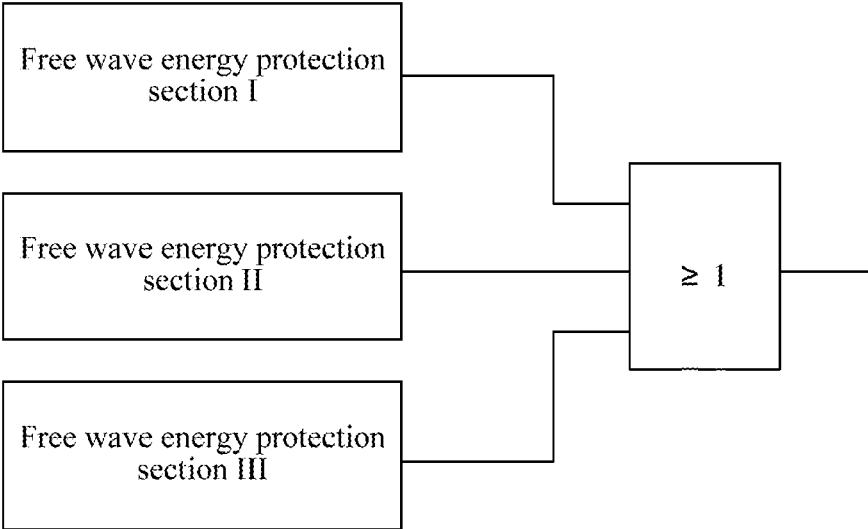 Free wave energy protection
section I
Free wave energy protection
section II
≥ 1
Free wave energy protection
section III